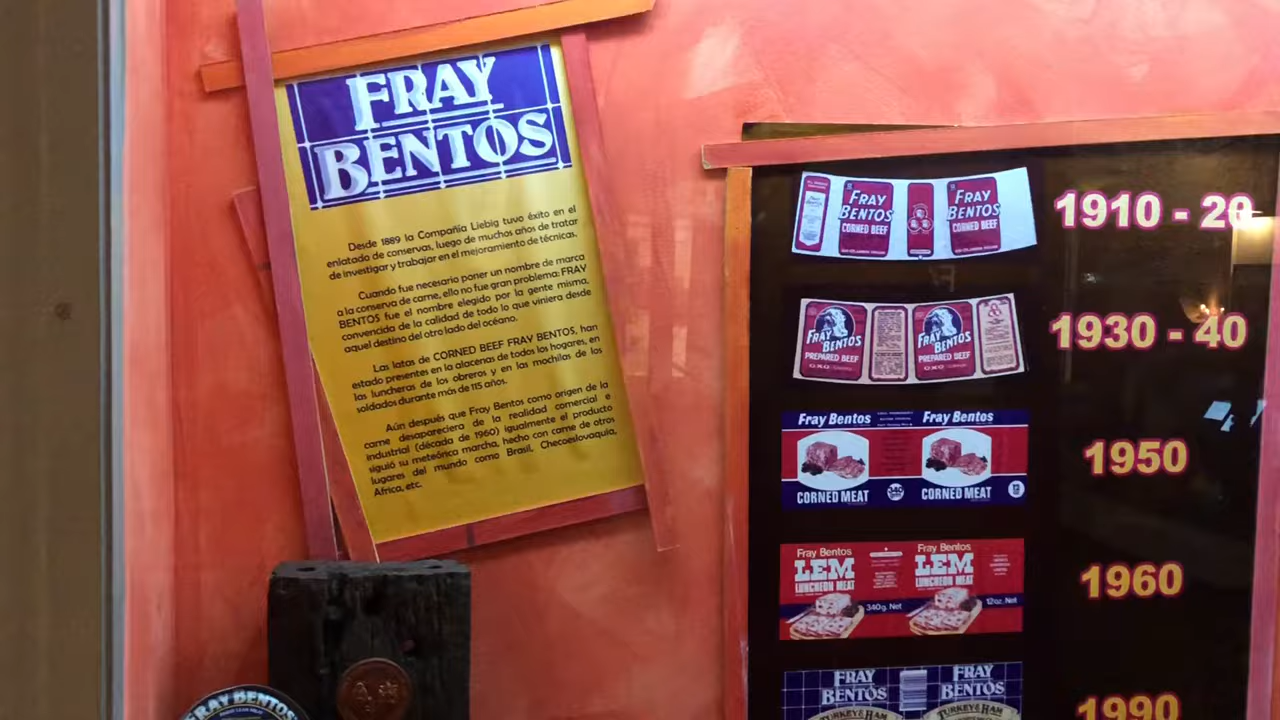 FRAY
BENTOS
Desde 1889 la Compañía Liebig tuvo éxito en el
enlatado de conservas, luego de muchos años de tratar
de investigar y trabajar en el mejoramiento de técnicas.
Cuando fue necesario poner un nombre de marca
a la conserva de carne, ello no fue gran problema: FRAY
BENTOS fue el nombre elegido por la gente misma,
convencida de la calidad de todo lo que viniera desde
aquel destino del otro lado del océano.
Las latas de CORNED BEEF FRAY BENTOS, han
estado presentes en la alacenas de todos los hogares, en
las luncheras de los obreros y en las mochilas de los
soldados durante más de 115 años.
Aún después que Fray Bentos como origen de la
carne desapareciera de la realidad comercial e
industrial (década de 1960) igualmente el producto
siguió su meteórica marcha, hecho con carne de otros
lugares del mundo como Brasil, Checoeslovaquia,
Africa, etc.
FRAY BENTOS
FRAY
BENTOS
CORNED BEEF
FRAY
BENTOS
CORNED BEEF
1910 - 20
FRAY
BENTOS
PREPARED BEEF
OXO
FRAY
BENTOS
PREPARED BEEF
OXO
1930 - 40
Fray Bentos
Fray Bentos
CORNED MEAT
340
CORNED MEAT
12
1950
Fray Bentos
LEM
LUNCHEON MEAT
340g. Net
Fray Bentos
LEM
LUNCHEON MEAT
12oz. Net
1960
FRAY
BENTOS
TURKEY & HAM
FRAY
BENTOS
TURKEY & HAM
1990